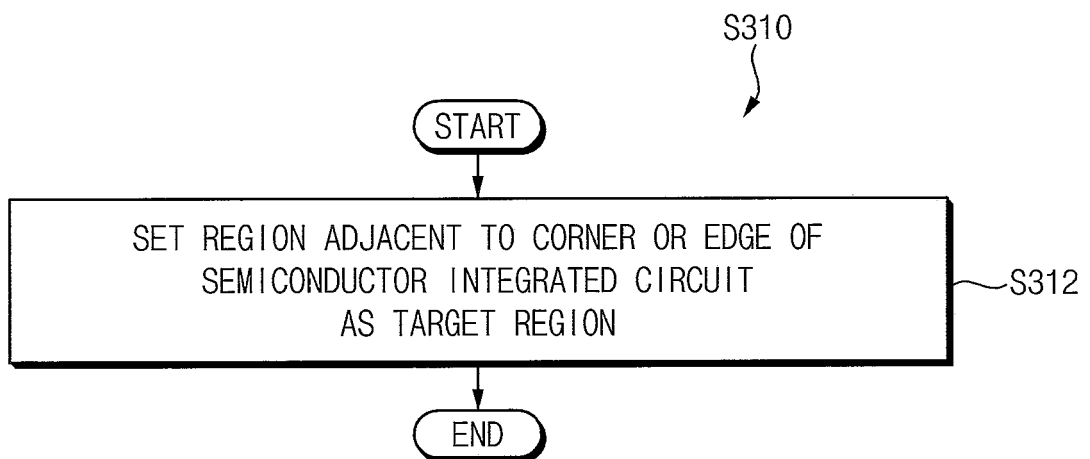 S310
START
SET REGION ADJACENT TO CORNER OR EDGE OF
SEMICONDUCTOR INTEGRATED CIRCUIT
AS TARGET REGION
S312
END